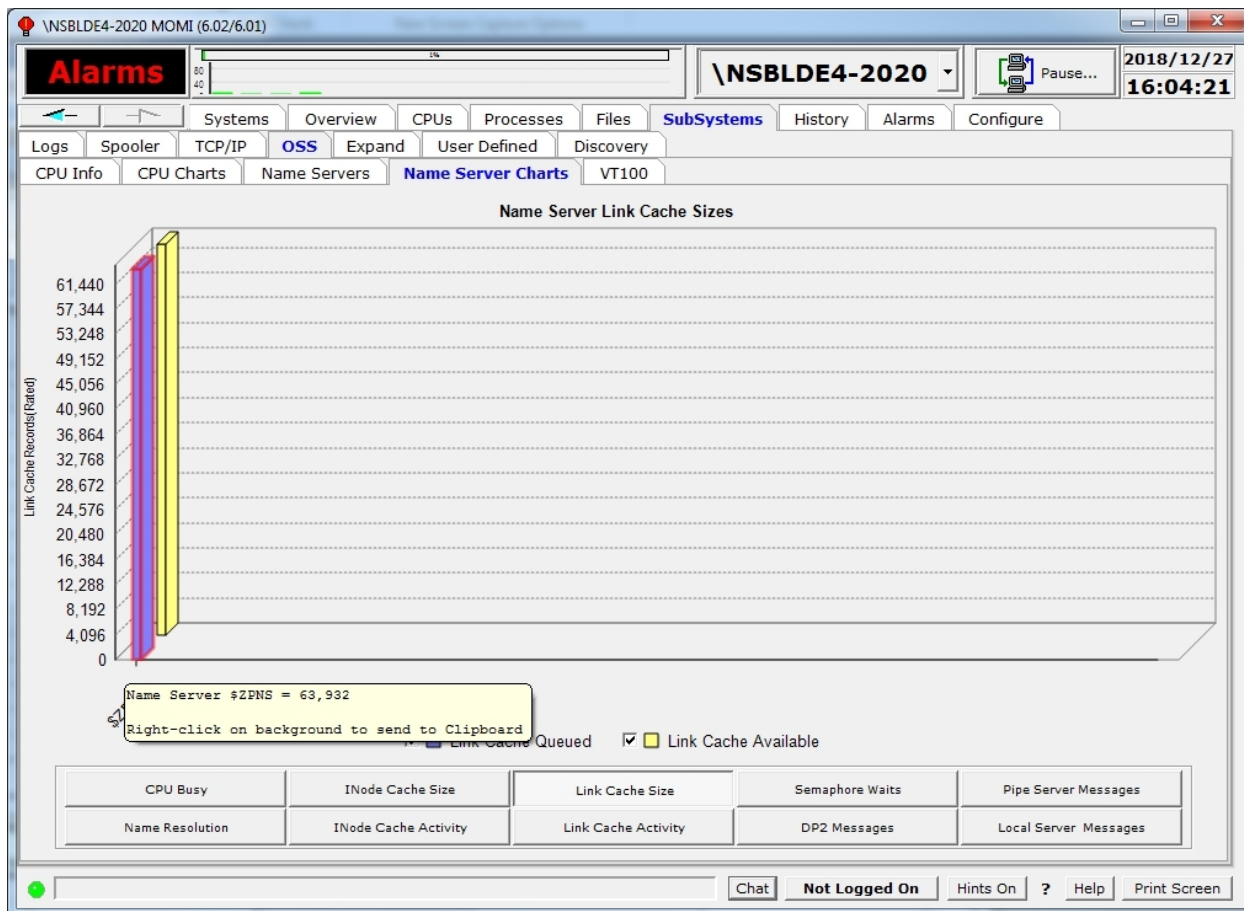 \NSBLDE4-2020 MOMI (6.02/6.01)
Alarms
1%
80
40
\NSBLDE4-2020
Pause...
2018/12/27
16:04:21
Systems Overview CPUs Processes Files SubSystems History Alarms Configure
Logs Spooler TCP/IP OSS Expand User Defined Discovery
CPU Info CPU Charts Name Servers Name Server Charts VT100
Name Server Link Cache Sizes
Link Cache Records(Rated)
61,440
57,344
53,248
49,152
45,056
40,960
36,864
32,768
28,672
24,576
20,480
16,384
12,288
8,192
4,096
0
Name Server $ZPNS = 63,932
Right-click on background to send to Clipboard
Link Cache Queued Link Cache Available
CPU Busy INode Cache Size Link Cache Size Semaphore Waits Pipe Server Messages
Name Resolution INode Cache Activity Link Cache Activity DP2 Messages Local Server Messages
Chat Not Logged On Hints On ? Help Print Screen